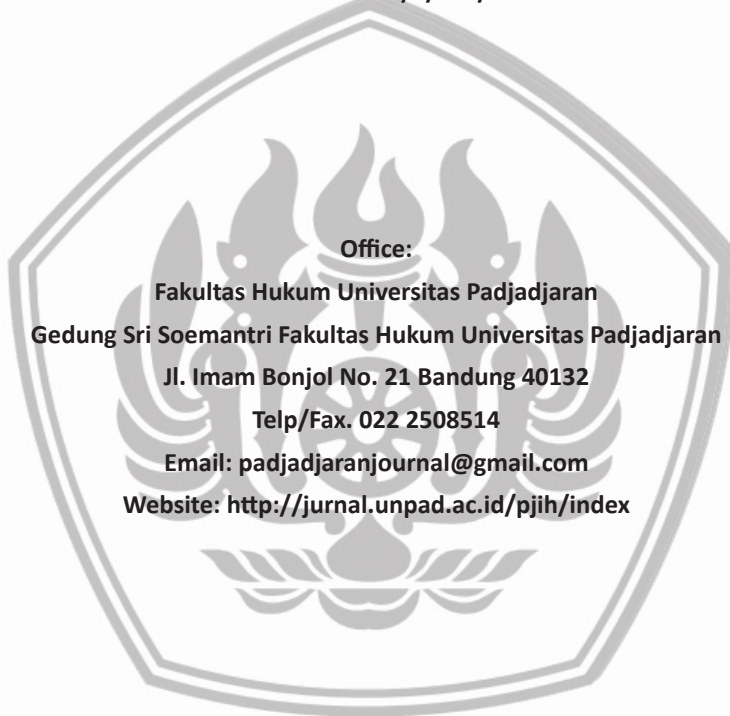 Office:
Fakultas Hukum Universitas Padjadjaran
Gedung Sri Soemantri Fakultas Hukum Universitas Padjadjaran
Jl. Imam Bonjol No. 21 Bandung 40132
Telp/Fax. 022 2508514
Email: padjadjaranjournal@gmail.com
Website: http://jurnal.unpad.ac.id/pjih/index